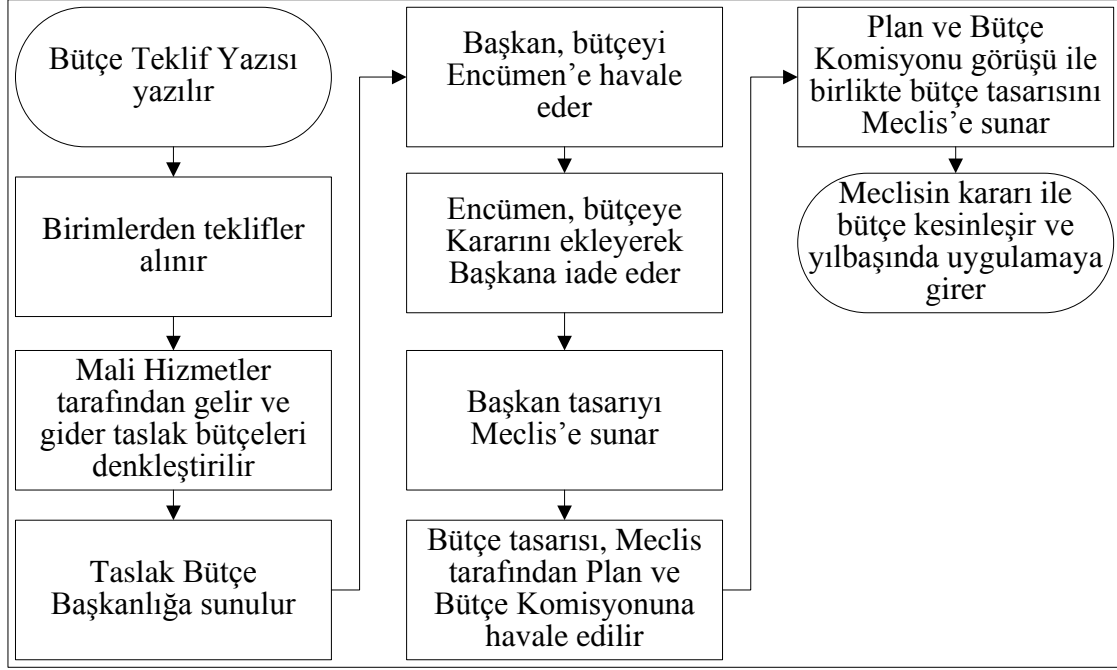 Bütçe Teklif Yazısı
yazılır
Birimlerden teklifler
alınır
Mali Hizmetler
tarafından gelir ve
gider taslak bütçeleri
denkleştirilir
Taslak Bütçe
Başkanlığa sunulur
Başkan, bütçeyi
Encümen’e havale
eder
Encümen, bütçeye
Kararını ekleyerek
Başkana iade eder
Başkan tasarıyı
Meclis’e sunar
Bütçe tasarısı, Meclis
tarafından Plan ve
Bütçe Komisyonuna
havale edilir
Plan ve Bütçe
Komisyonu görüşü ile
birlikte bütçe tasarısını
Meclis’e sunar
Meclisin kararı ile
bütçe kesinleşir ve
yılbaşında uygulamaya
girer